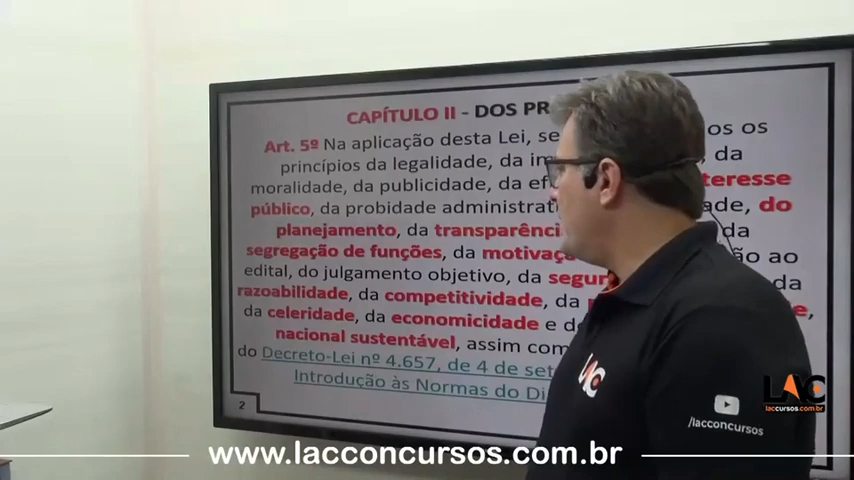 CAPÍTULO II - DOS PR
Art. 5º Na aplicação desta Lei, se os os
princípios da legalidade, da im , da
moralidade, da publicidade, da efi teresse
público, da probidade administrat ade, do
planejamento, da transparênci da
segregação de funções, da motivaç ão ao
edital, do julgamento objetivo, da segur da
razoabilidade, da competitividade, da p e,
da celeridade, da economicidade e d
nacional sustentável, assim com
do Decreto-Lei nº 4.657, de 4 de set
Introdução às Normas do Di
2
LAC
LAC
lacconcursos.com.br
/lacconcursos
www.lacconcursos.com.br